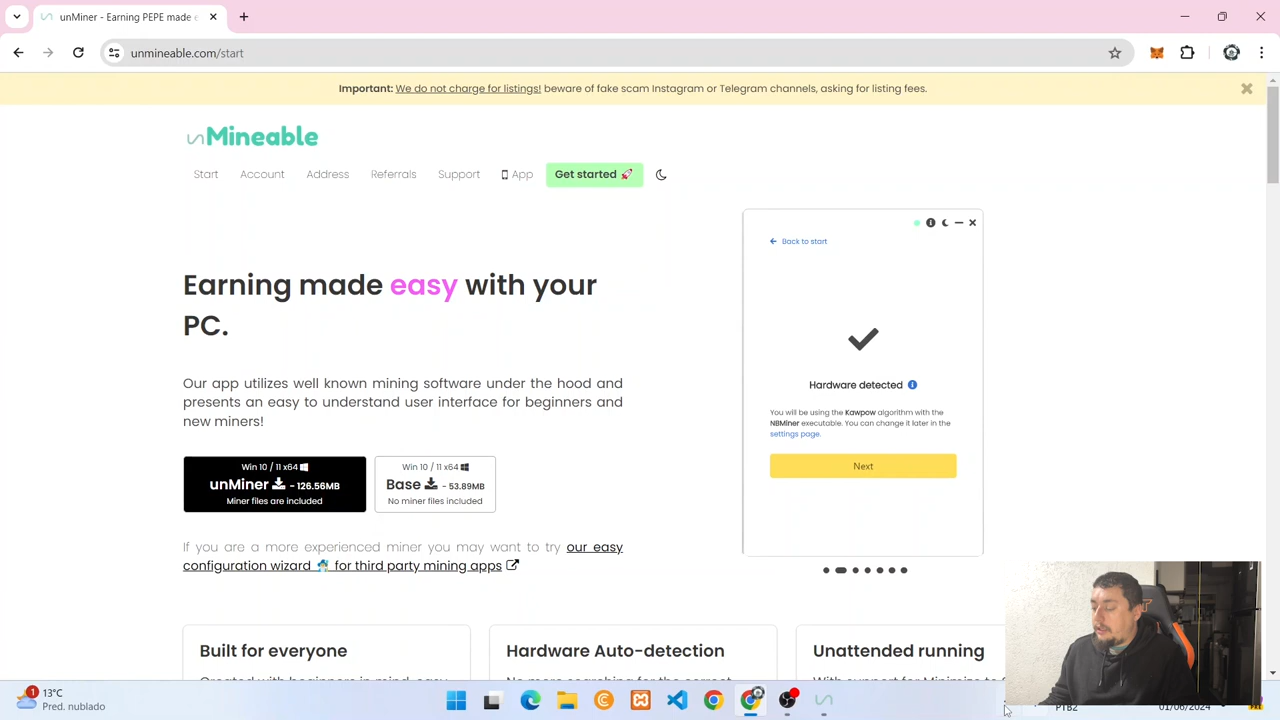 unMiner - Earning PEPE made e
unmineable.com/start
Important: We do not charge for listings! beware of fake scam Instagram or Telegram channels, asking for listing fees.
unMineable
Start Account Address Referrals Support App Get started 🚀
Back to start
Earning made easy with your
PC.
Hardware detected
Our app utilizes well known mining software under the hood and
presents an easy to understand user interface for beginners and
new miners!
You will be using the Kawpow algorithm with the
NBMiner executable. You can change it later in the
settings page.
Next
Win 10 / 11 x64
unMiner - 126.56MB
Miner files are included
Win 10 / 11 x64
Base - 53.89MB
No miner files included
If you are a more experienced miner you may want to try our easy
configuration wizard for third party mining apps
Built for everyone
Hardware Auto-detection
Unattended running
1
13°C
Pred. nublado
PTB2
01/06/2024